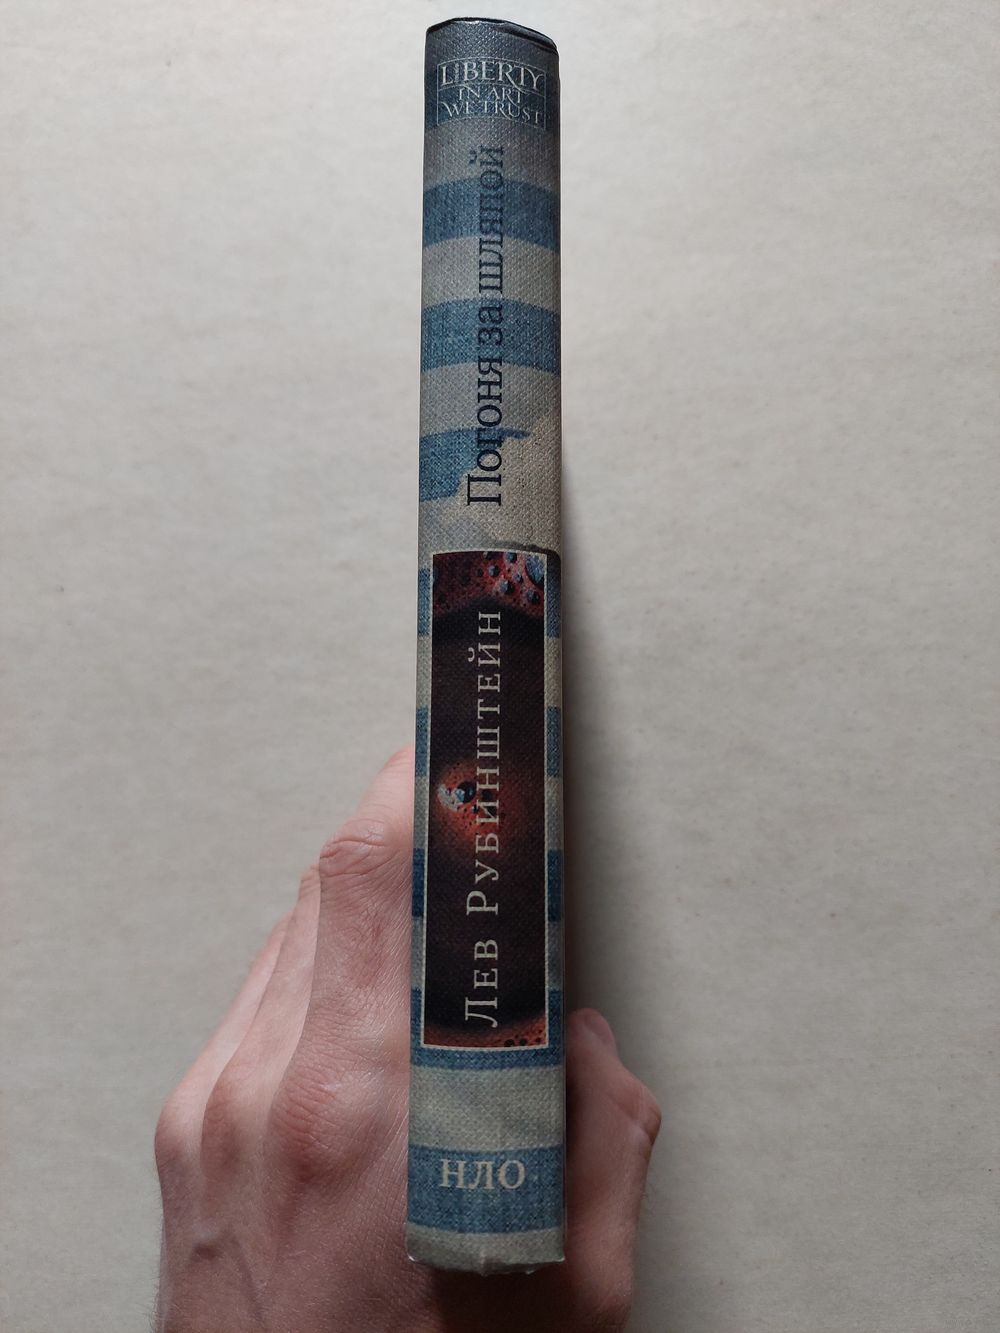 LIBERTY
IN ART
WE TRUST
Погоня за шляпой
Лев Рубинштейн
НЛО